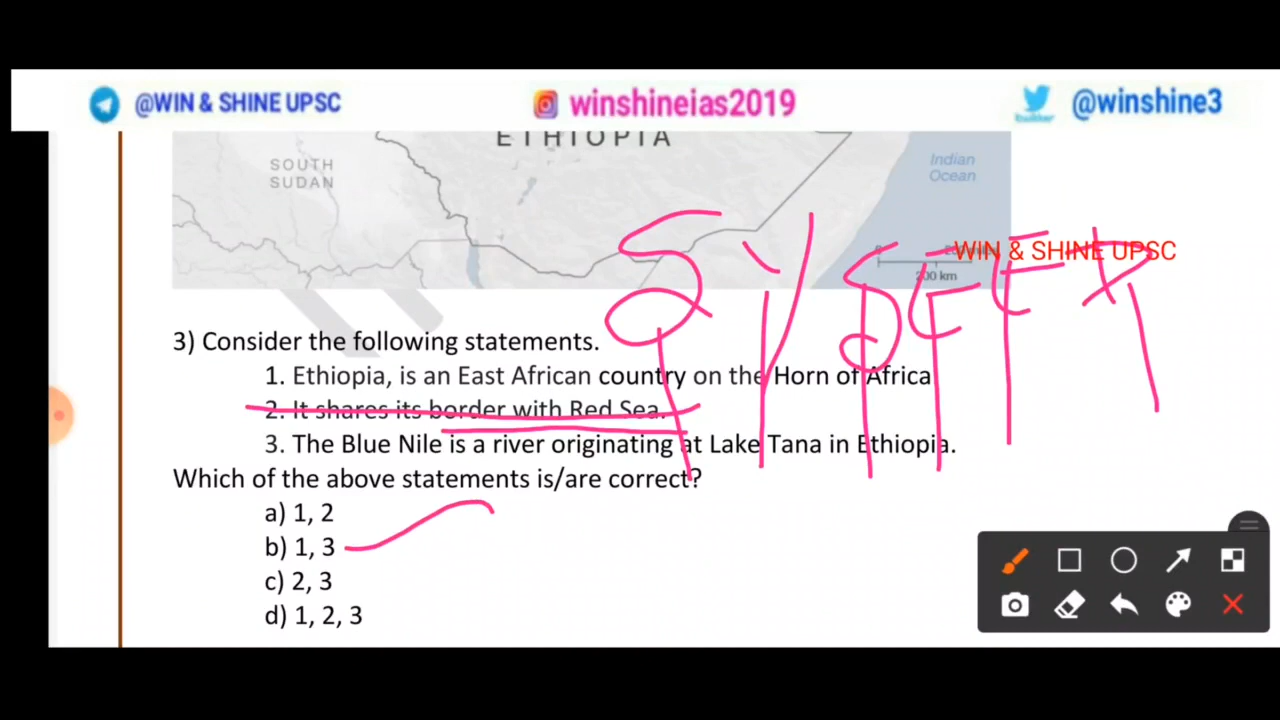 @WIN & SHINE UPSC winshineias2019 twitter @winshine3
ETHIOPIA
SOUTH
SUDAN
Indian
Ocean
WIN & SHINE UPSC
0
200 km
3) Consider the following statements.
1. Ethiopia, is an East African country on the Horn of Africa
2. It shares its border with Red Sea.
3. The Blue Nile is a river originating at Lake Tana in Ethiopia.
Which of the above statements is/are correct?
a) 1, 2
b) 1, 3
c) 2, 3
d) 1, 2, 3